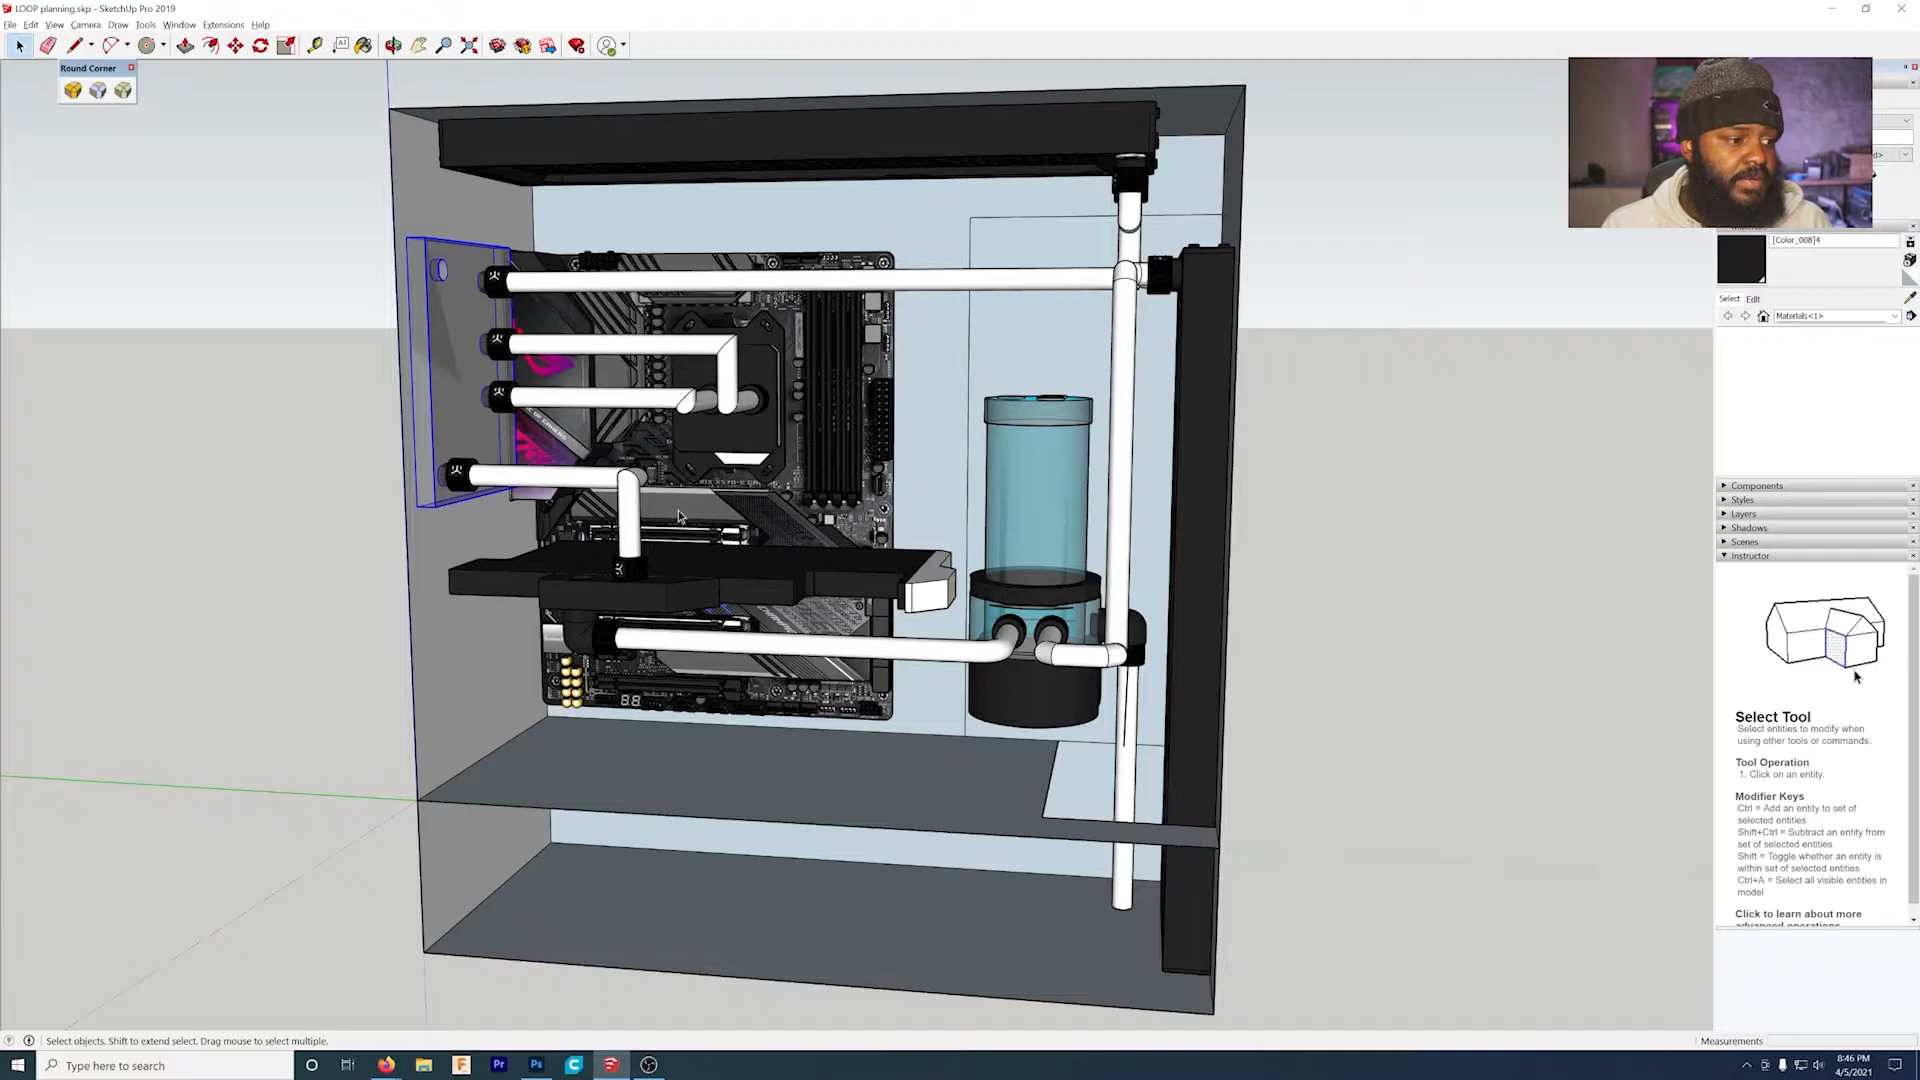 LOOP planning.skp - SketchUp Pro 2019
File Edit View Camera Draw Tools Window Extensions Help
Round Corner
[Color_008]4
Select Edit
Materials<1>
Components
Styles
Layers
Shadows
Scenes
Instructor
Select Tool
Select entities to modify when
using other tools or commands.
Tool Operation
1. Click on an entity.
Modifier Keys
Ctrl = Add an entity to set of
selected entities
Shift+Ctrl = Subtract an entity from
set of selected entities
Shift = Toggle whether an entity is
within set of selected entities
Ctrl+A = Select all visible entities in
model
Click to learn about more
advanced operations
Select objects. Shift to extend select. Drag mouse to select multiple.
Measurements
Type here to search
8:46 PM
4/5/2021